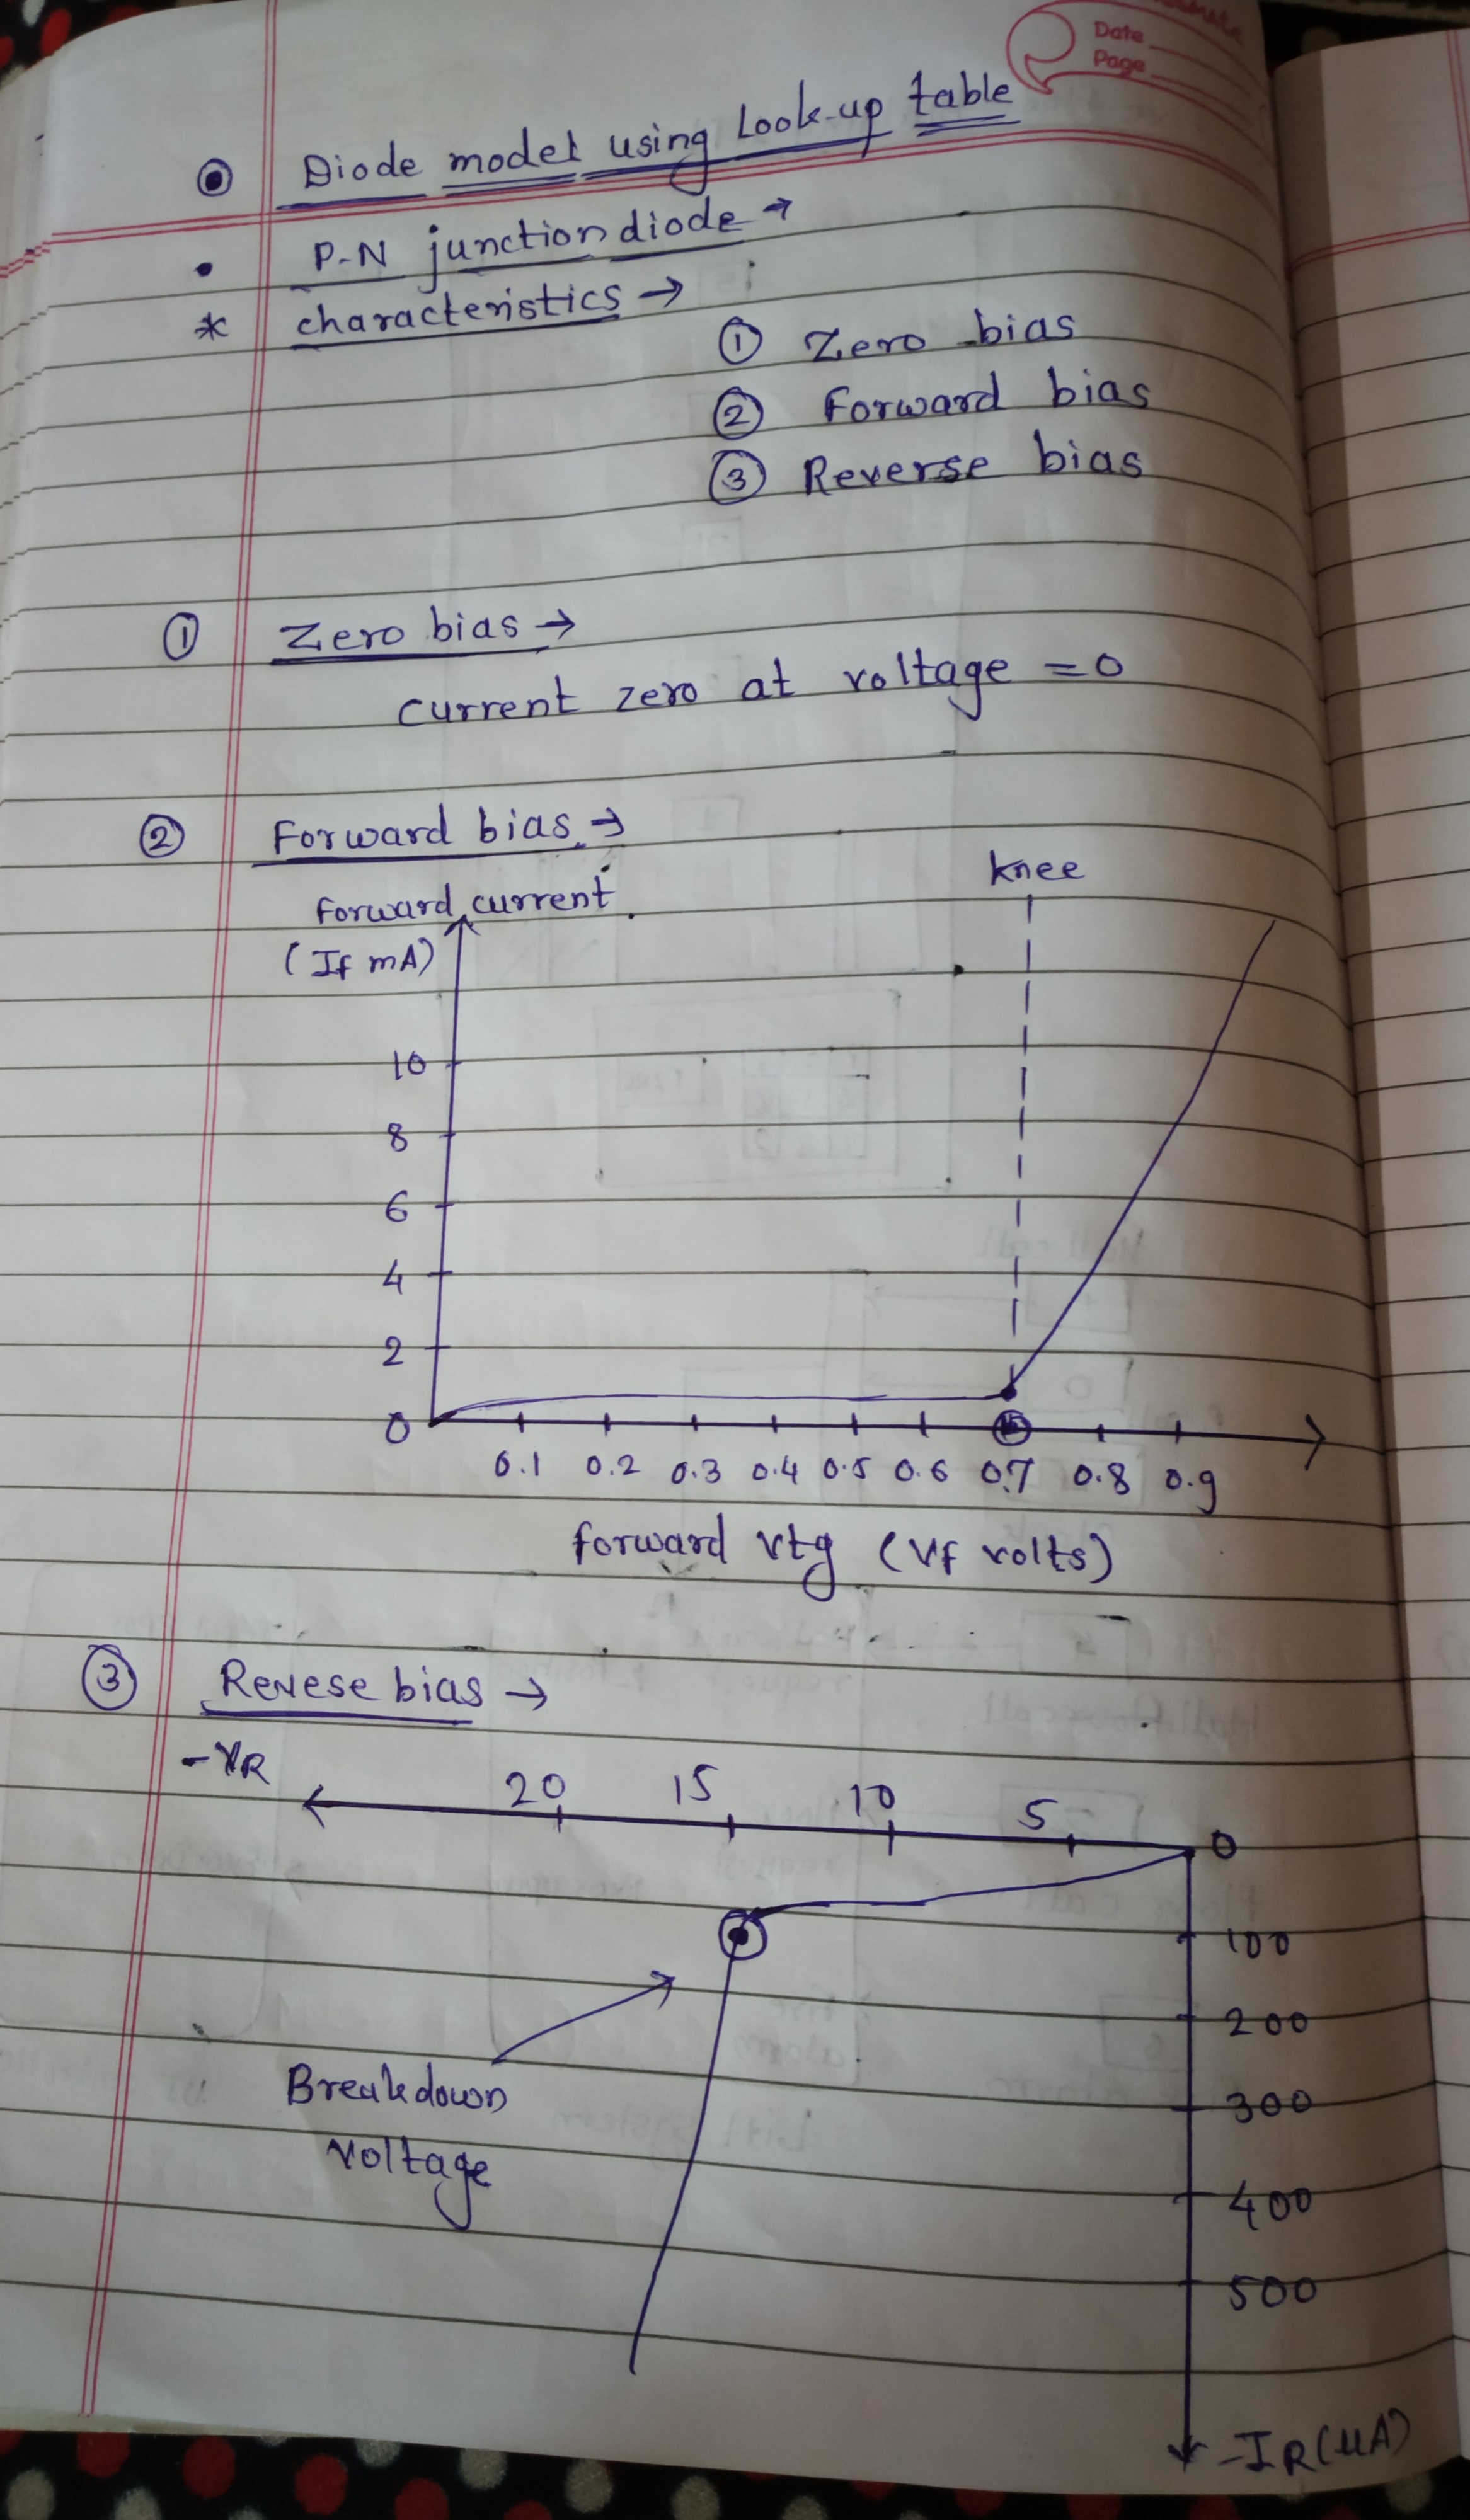 Date
Page
Diode model using Look-up table
P-N junction diode →
* characteristics →
① Zero bias
② Forward bias
③ Reverse bias
① Zero bias →
current zero at voltage = 0
② Forward bias →
knee
forward current
(If mA)
10
8
6
4
2
0
0.1 0.2 0.3 0.4 0.5 0.6 0.7 0.8 0.9
forward vtg (Vf volts)
③ Revese bias →
-VR
20 15 10 5 0
100
200
300
400
500
Breakdown
voltage
-IR(μA)